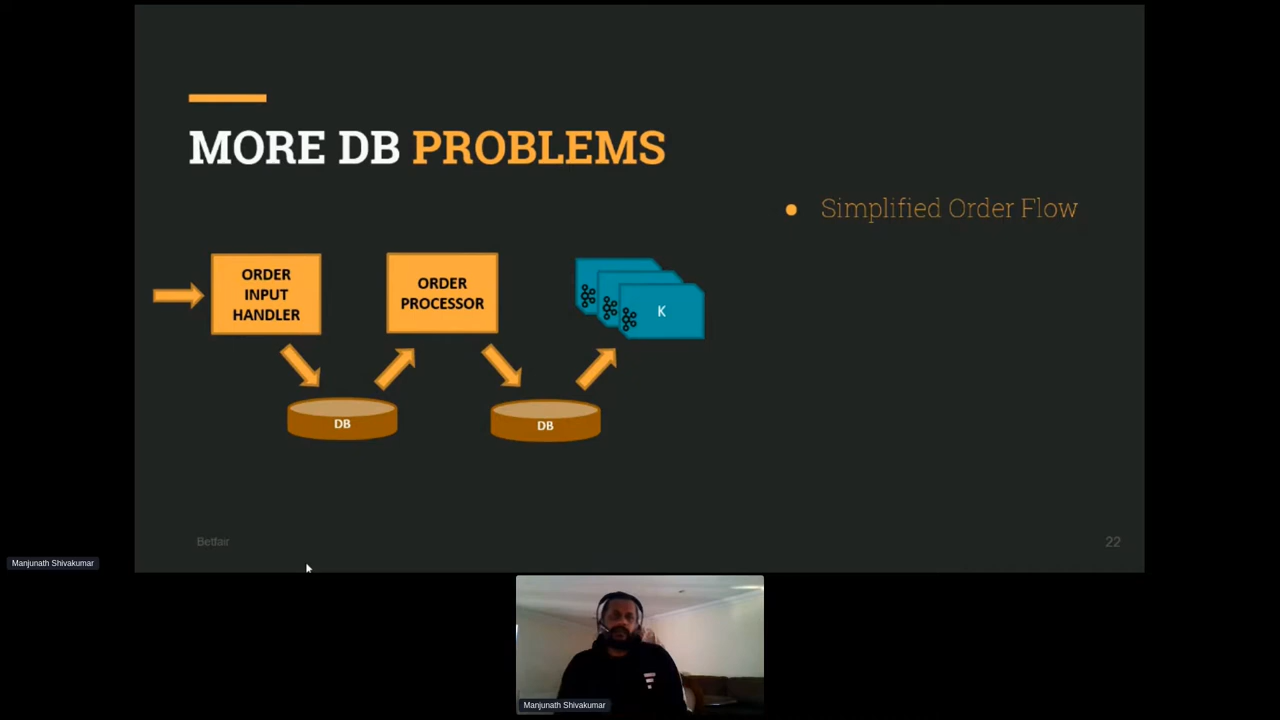 MORE DB PROBLEMS
Simplified Order Flow
ORDER
INPUT
HANDLER
ORDER
PROCESSOR
K
DB
DB
Betfair
22
Manjunath Shivakumar
Manjunath Shivakumar